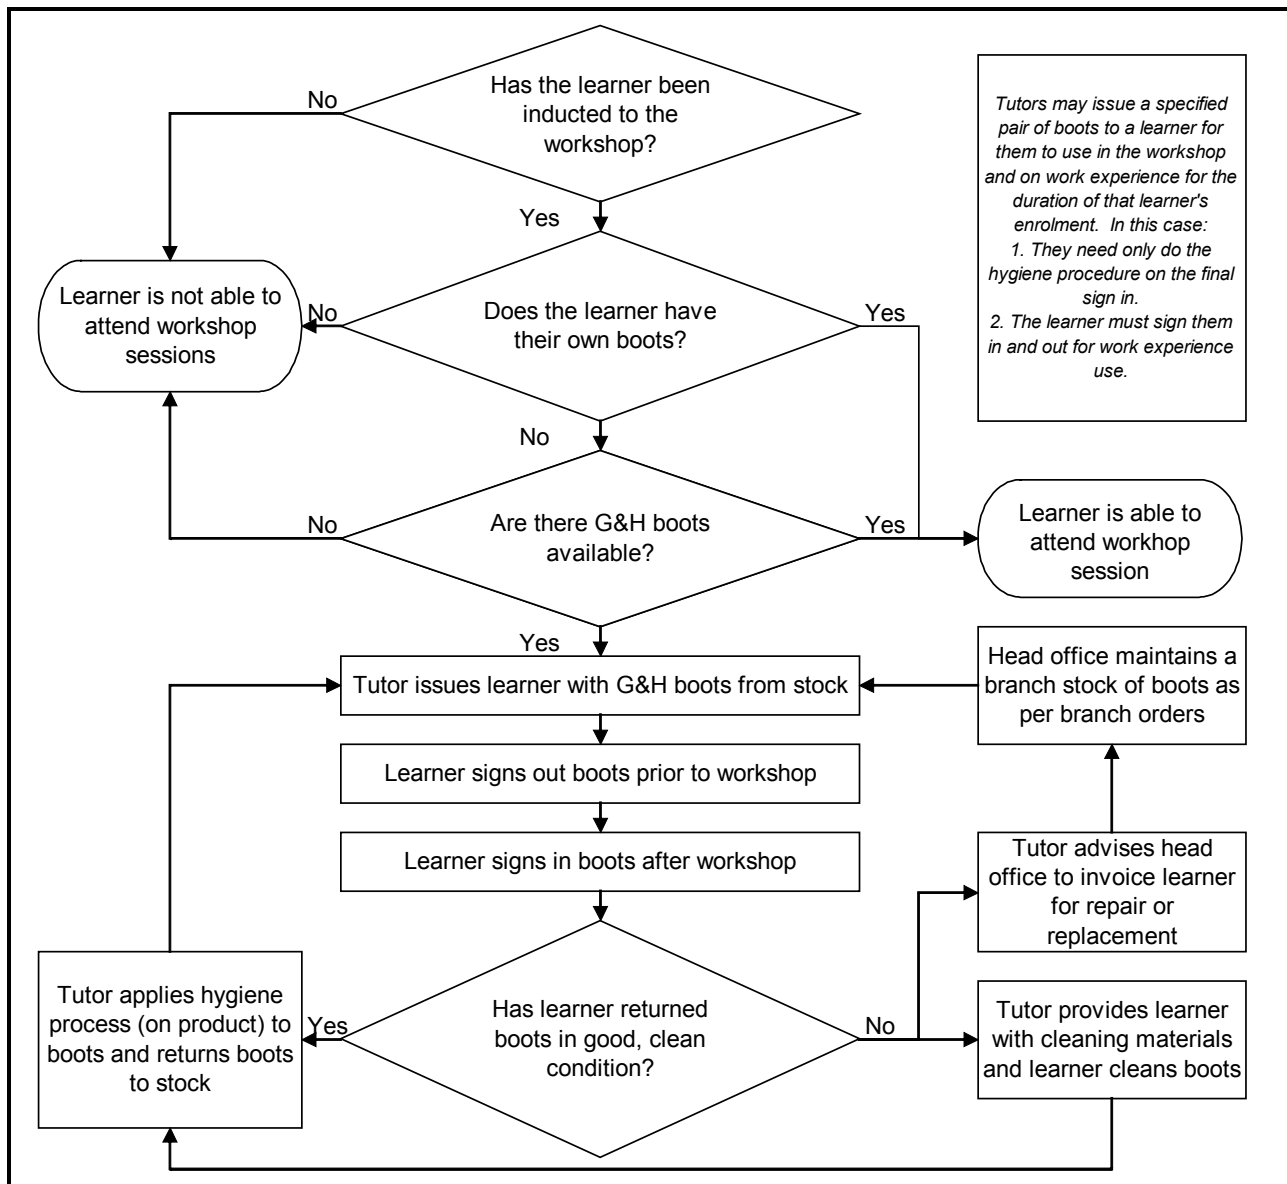 Has the learner been
inducted to the
workshop?
No
Yes
Tutors may issue a specified
pair of boots to a learner for
them to use in the workshop
and on work experience for the
duration of that learner's
enrolment.  In this case:
1. They need only do the
hygiene procedure on the final
sign in.
2. The learner must sign them
in and out for work experience
use.
Learner is not able to
attend workshop
sessions
No
Does the learner have
their own boots?
Yes
No
No
Are there G&H boots
available?
Yes
Learner is able to
attend workhop
session
Yes
Tutor issues learner with G&H boots from stock
Head office maintains a
branch stock of boots as
per branch orders
Learner signs out boots prior to workshop
Learner signs in boots after workshop
Tutor advises head
office to invoice learner
for repair or
replacement
Tutor applies hygiene
process (on product) to
boots and returns boots
to stock
Yes
Has learner returned
boots in good, clean
condition?
No
Tutor provides learner
with cleaning materials
and learner cleans boots